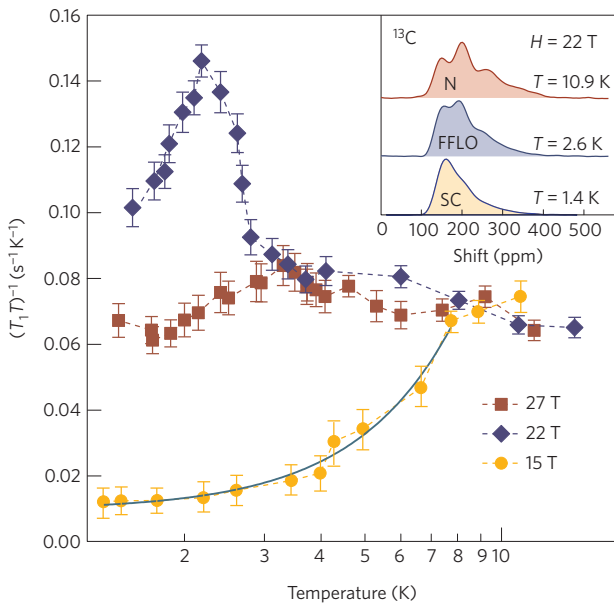 0.16
0.14
0.12
0.10
0.08
0.06
0.04
0.02
0.00
(T₁T)⁻¹ (s⁻¹ K⁻¹)
2
3
4
5
6
7
8
9
10
Temperature (K)
27 T
22 T
15 T
¹³C
H = 22 T
N
T = 10.9 K
FFLO
T = 2.6 K
SC
T = 1.4 K
0
100
200
300
400
500
Shift (ppm)